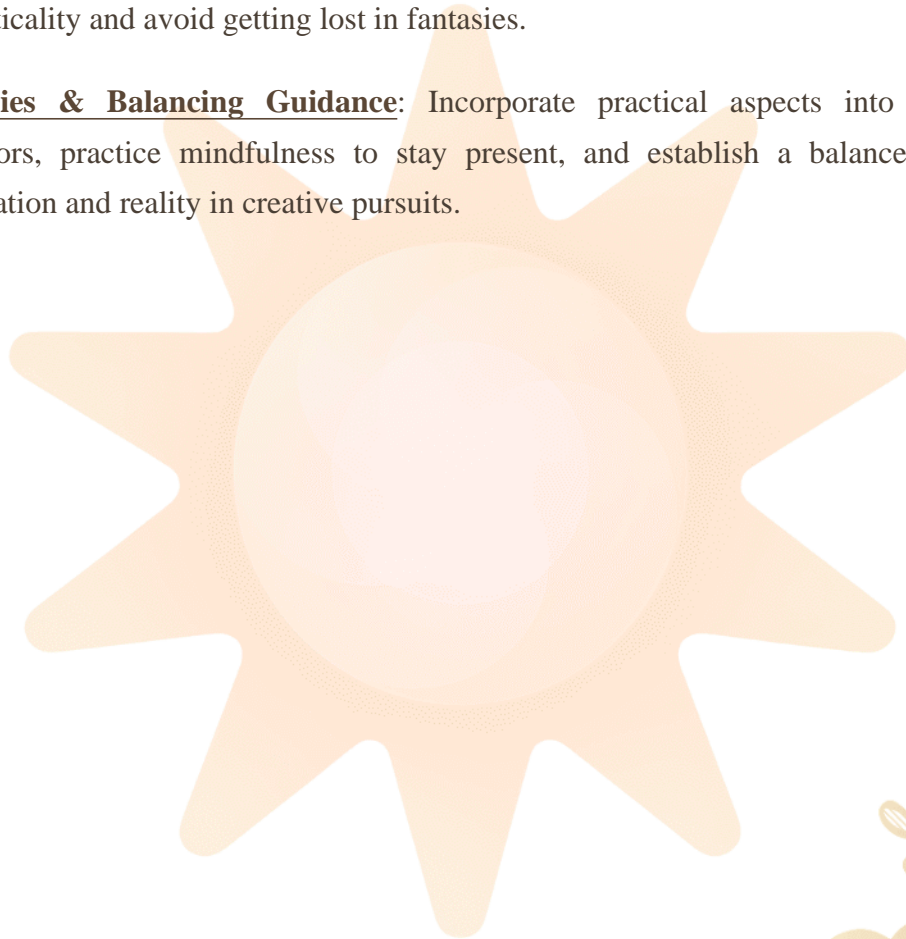 ticality and avoid getting lost in fantasies.
ies & Balancing Guidance: Incorporate practical aspects into
ors, practice mindfulness to stay present, and establish a balance
ation and reality in creative pursuits.